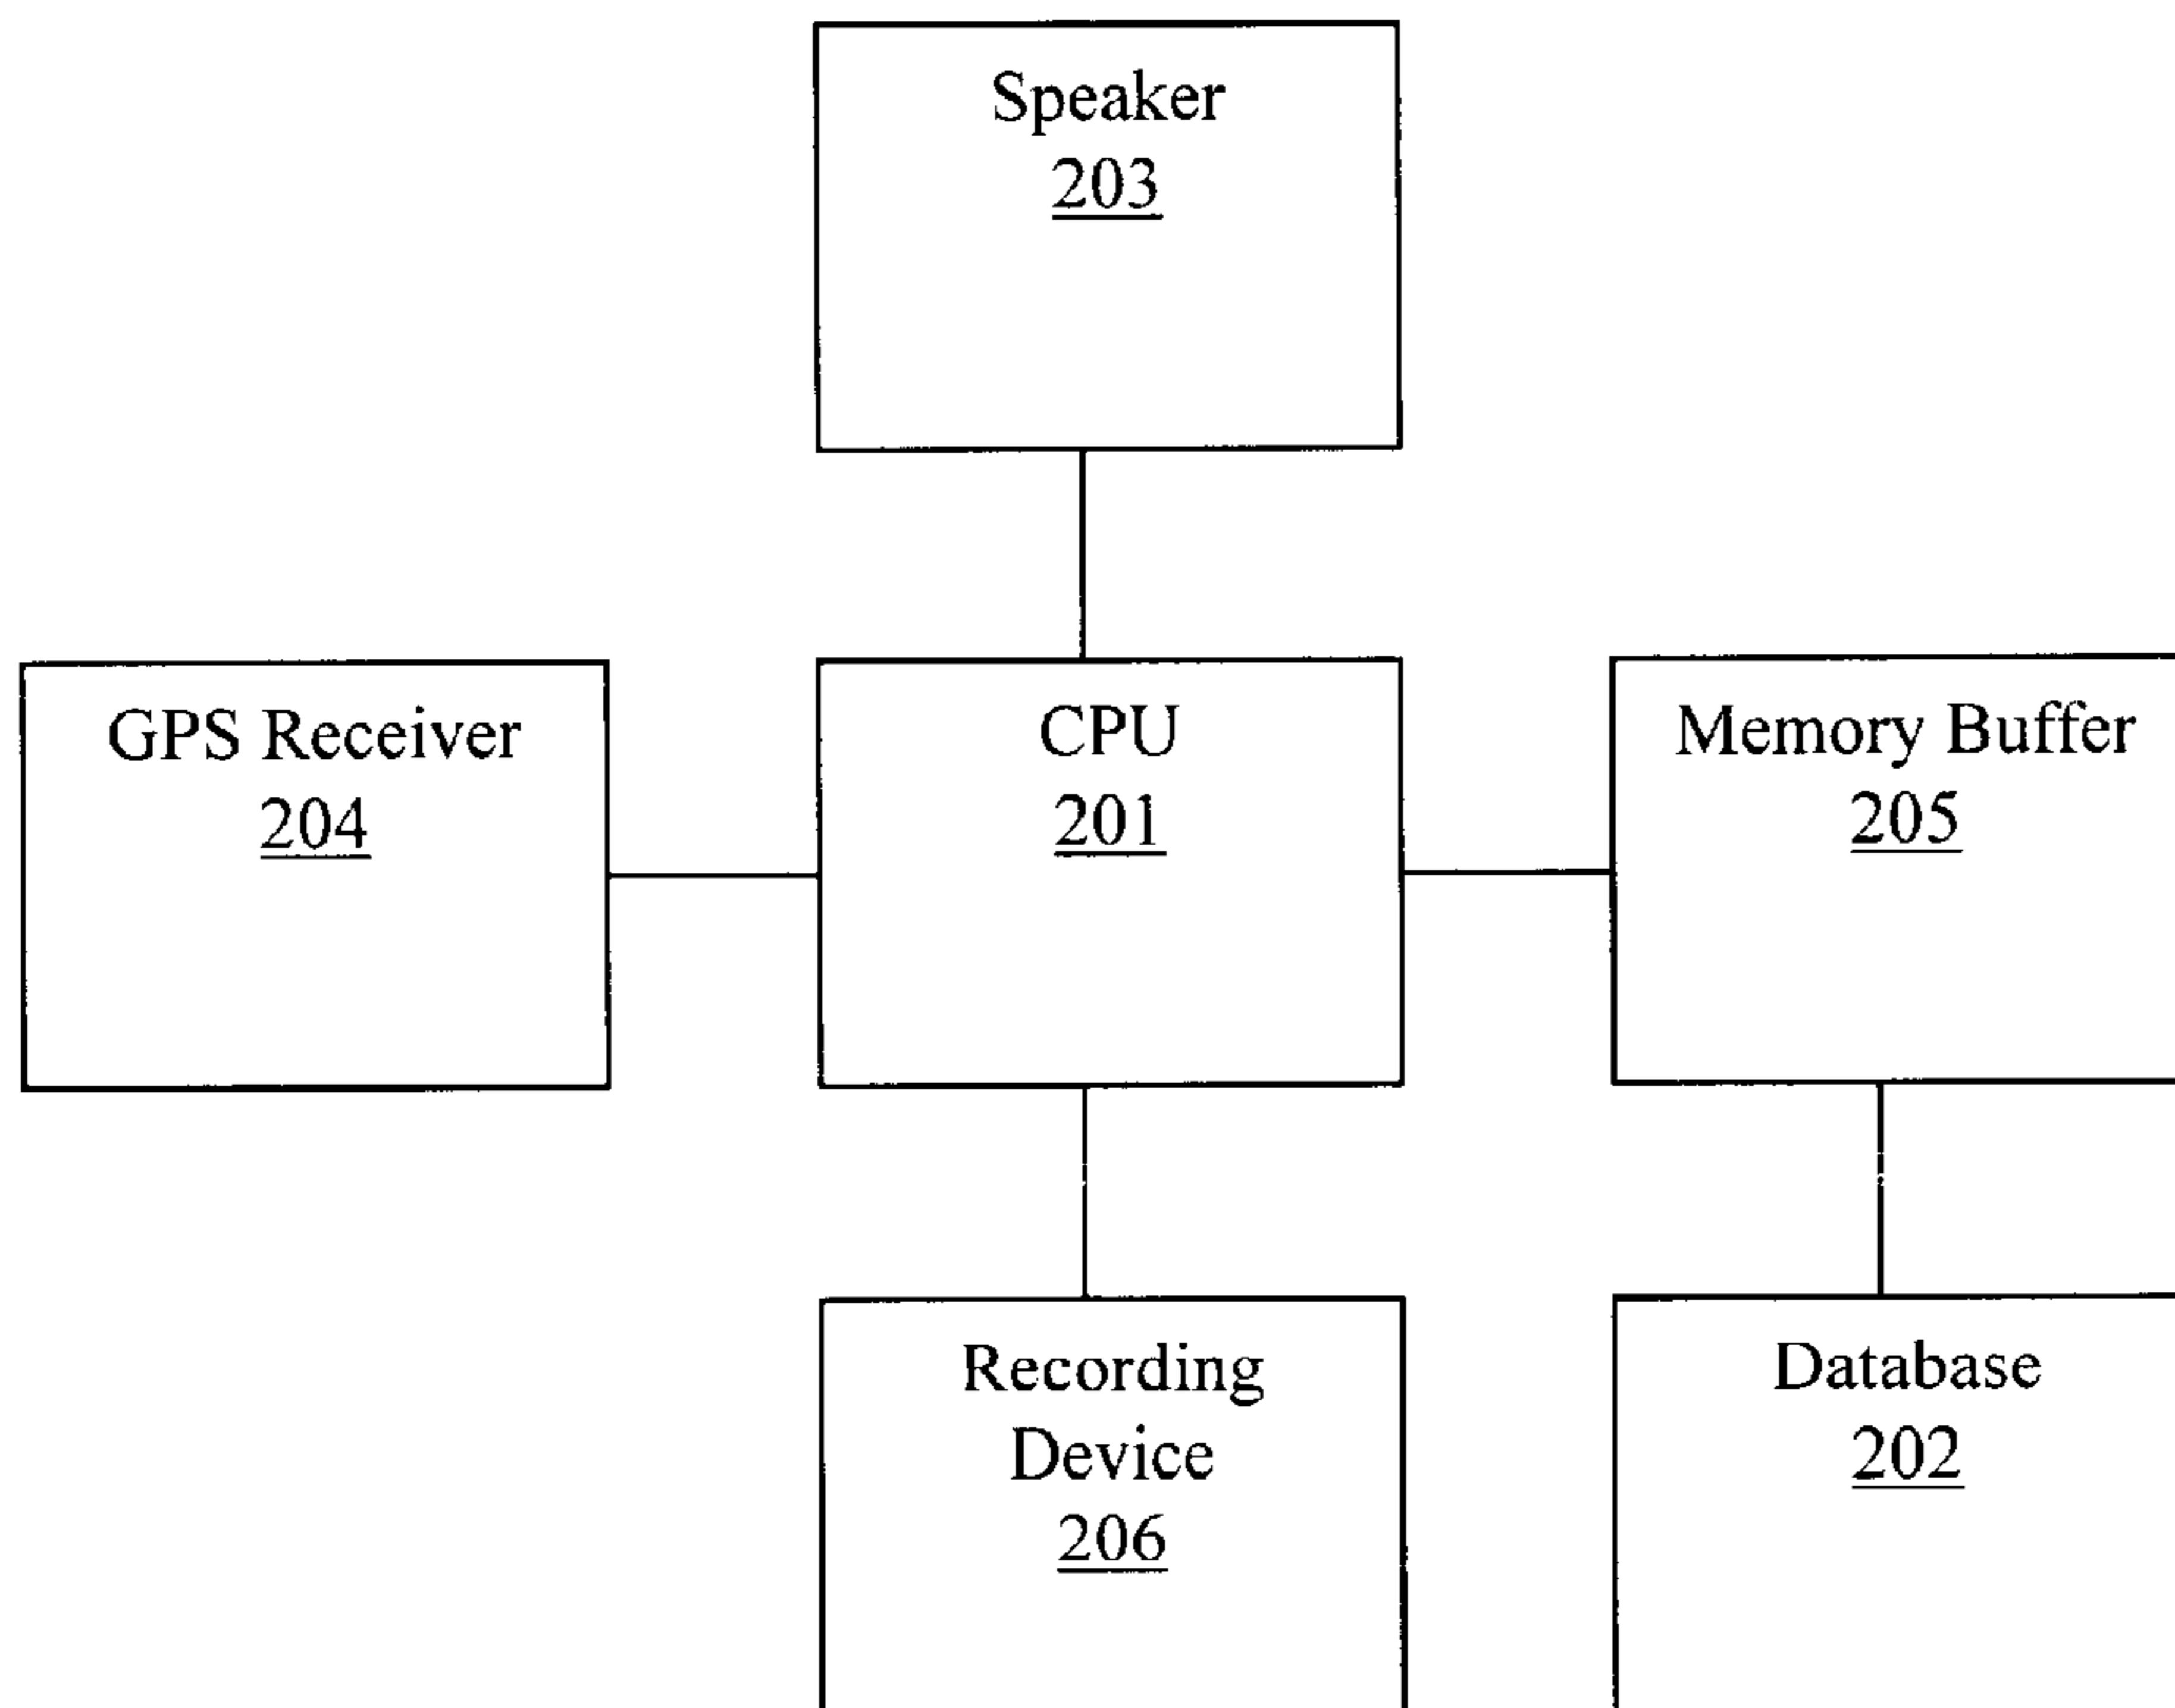 Speaker
203
GPS Receiver
204
CPU
201
Memory Buffer
205
Recording
Device
206
Database
202